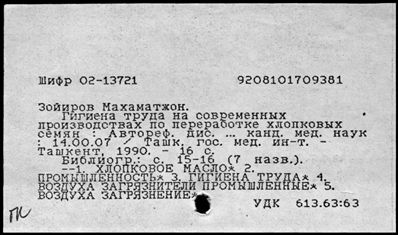 Шифр 02-13721 9208101709381
Зойиров Махаматжон.
Гигиена труда на современных
производствах по переработке хлопковых
семян : Автореф. дис. ... канд. мед. наук
: 14.00.07 / Ташк. гос. мед. ин-т. -
Ташкент, 1990. - 16 с.
Библиогр.: с. 15-16 (7 назв.).
--1. ХЛОПКОВОЕ МАСЛО* 2.
ПРОМЫШЛЕННОСТЬ* 3. ГИГИЕНА ТРУДА* 4.
ВОЗДУХА ЗАГРЯЗНИТЕЛИ ПРОМЫШЛЕННЫЕ* 5.
ВОЗДУХА ЗАГРЯЗНЕНИЕ*
УДК 613.63:63